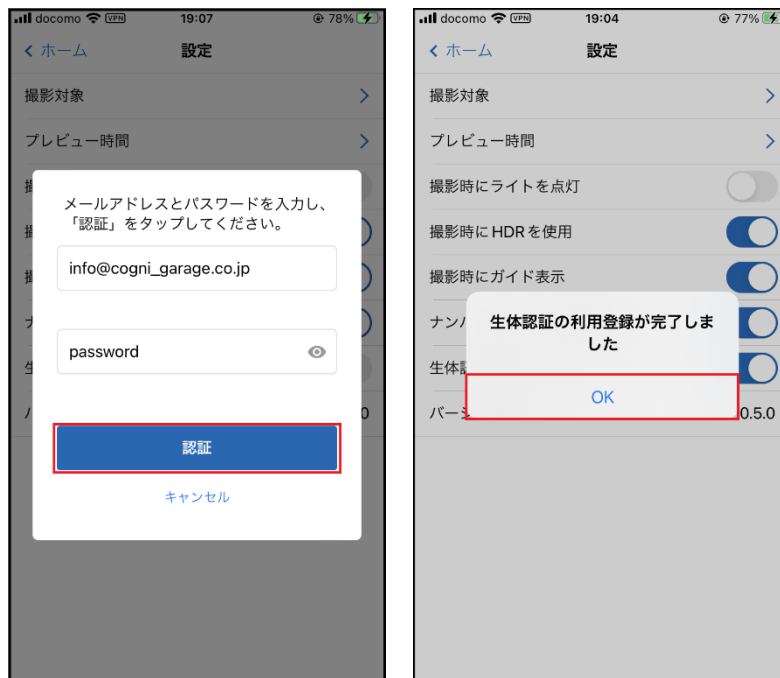 docomo VPN 19:07 78%
ホーム 設定
撮影対象
プレビュー時間
メールアドレスとパスワードを入力し、
「認証」をタップしてください。
info@cogni_garage.co.jp
password
認証
キャンセル
docomo VPN 19:04 77%
ホーム 設定
撮影対象
プレビュー時間
撮影時にライトを点灯
撮影時にHDRを使用
撮影時にガイド表示
ナン
生体認証の利用登録が完了しま
した
生体
OK
バー
0.5.0